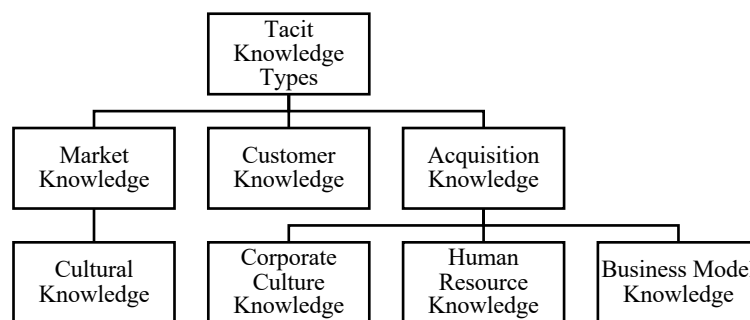 Tacit
Knowledge
Types
Market
Knowledge
Customer
Knowledge
Acquisition
Knowledge
Cultural
Knowledge
Corporate
Culture
Knowledge
Human
Resource
Knowledge
Business Model
Knowledge